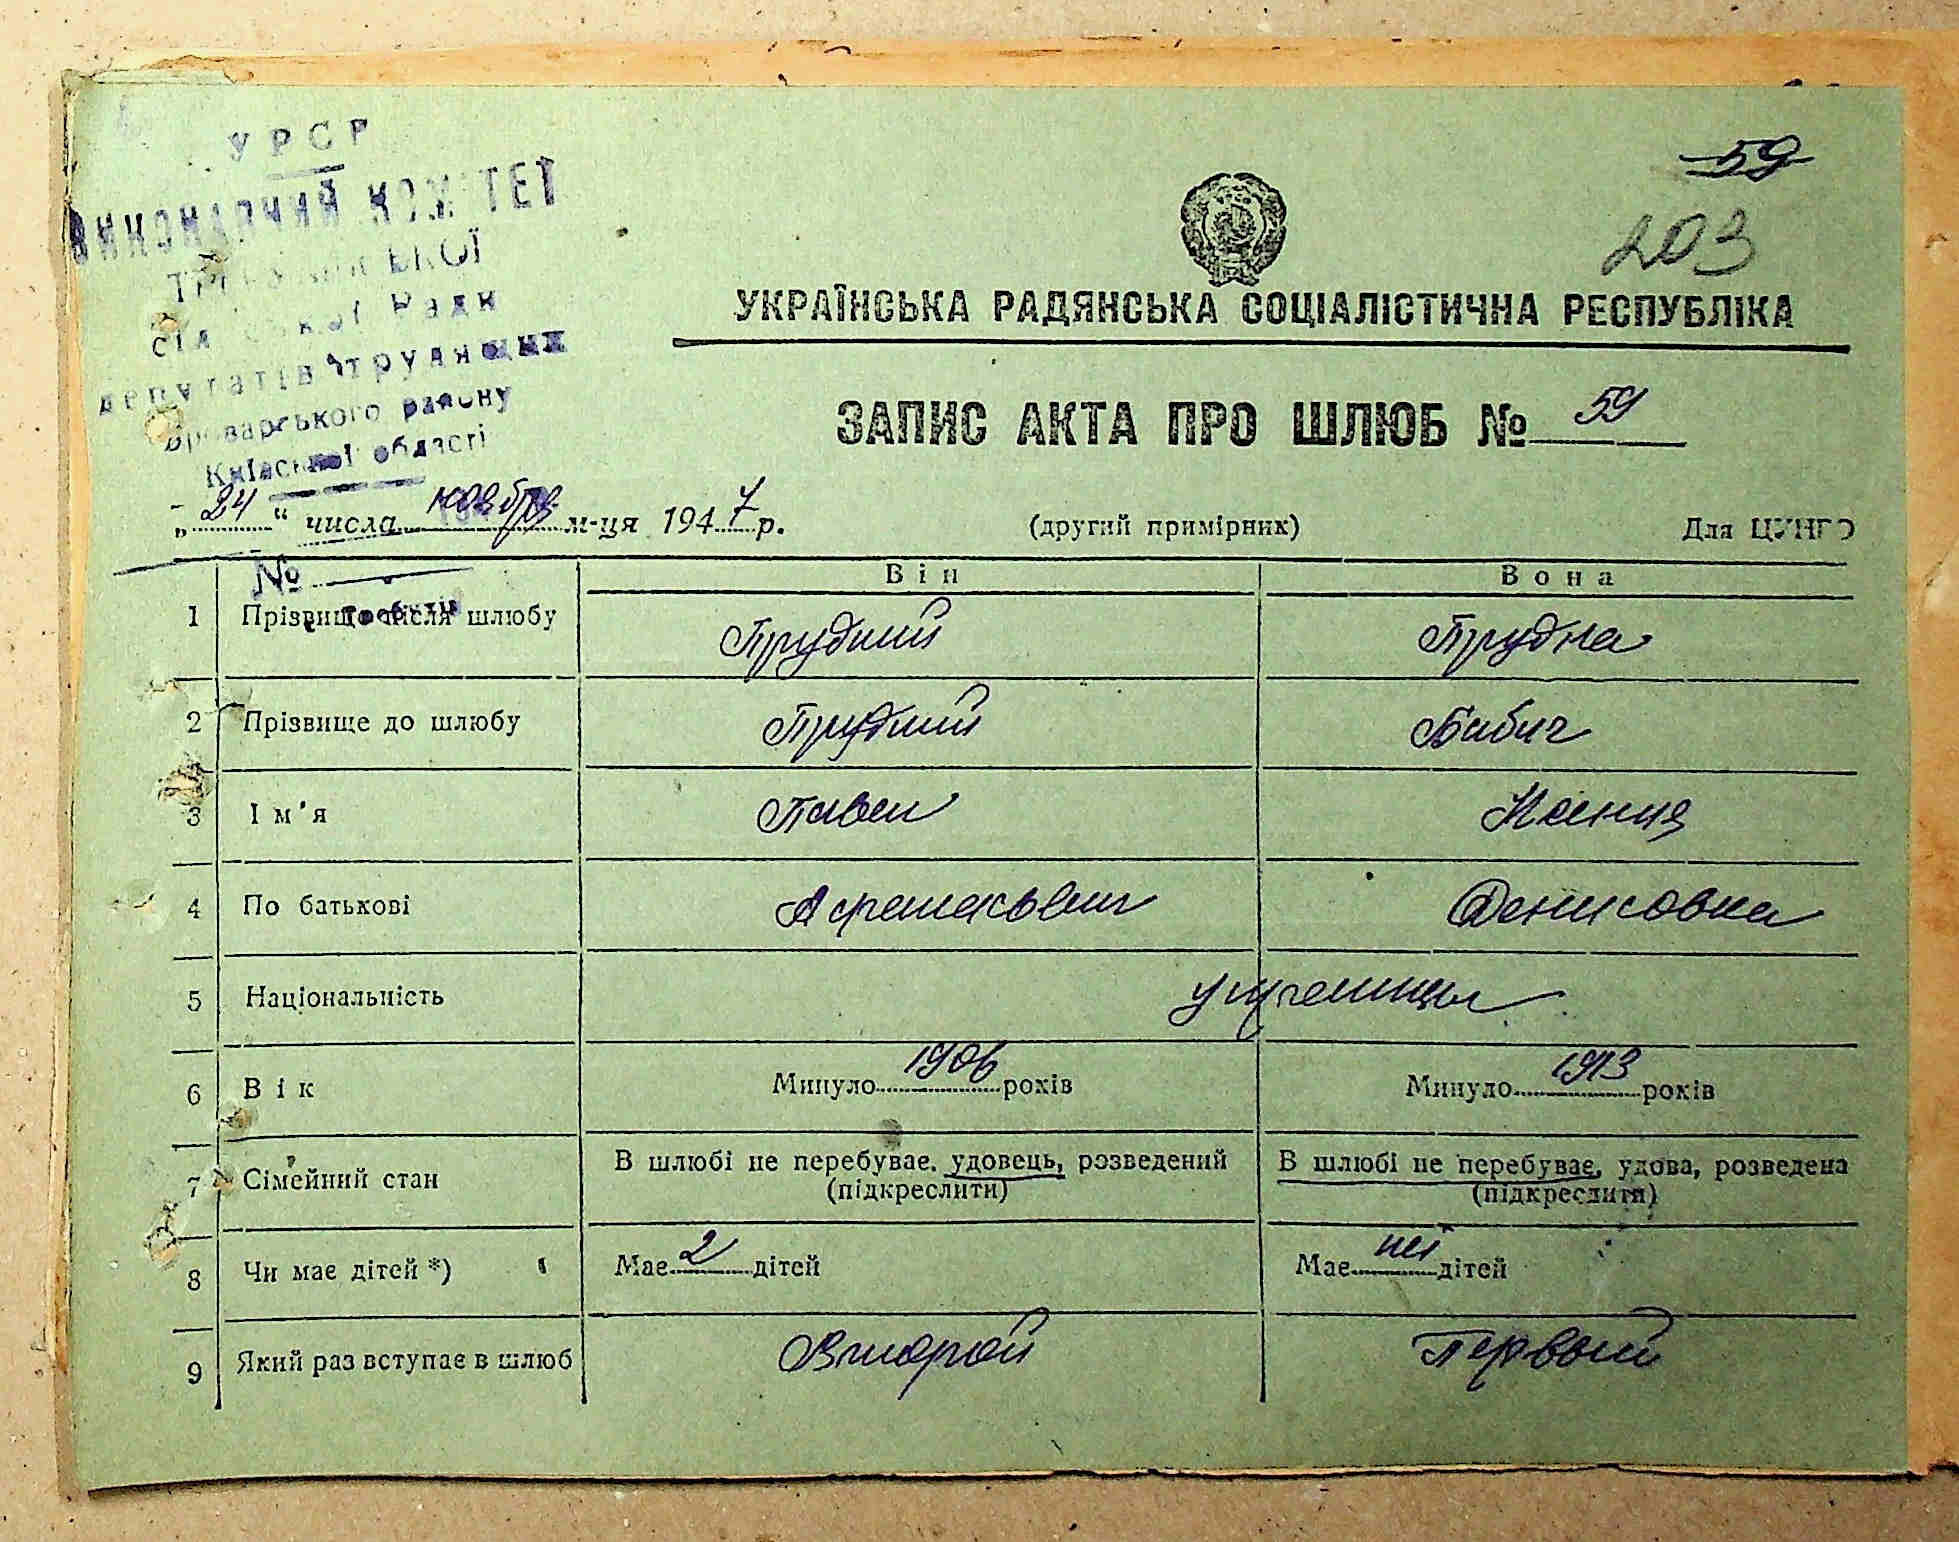 УРСР
ВИКОНАВЧИЙ КОМІТЕТ
сільської Ради
депутатів трудящих
Броварського району
Київської області
59
203
УКРАЇНСЬКА РАДЯНСЬКА СОЦІАЛІСТИЧНА РЕСПУБЛІКА
ЗАПИС АКТА ПРО ШЛЮБ № 59
„24“ числа ноября м-ця 1947 р. (другий примірник) Для ЦУНГО
№
Він Вона
1 Прізвище після шлюбу Трудний Трудна
2 Прізвище до шлюбу Трудний Бабич
3 Ім'я Павел Ксения
4 По батькові Денисовна
5 Національність украинцы
6 Вік Минуло 1906 років Минуло 1913 років
7 Сімейний стан В шлюбі не перебуває, удовець, розведений В шлюбі не перебуває, удова, розведена
(підкреслити) (підкреслити)
8 Чи має дітей *) Має 2 дітей Має нет дітей
9 Який раз вступає в шлюб Второй Первый